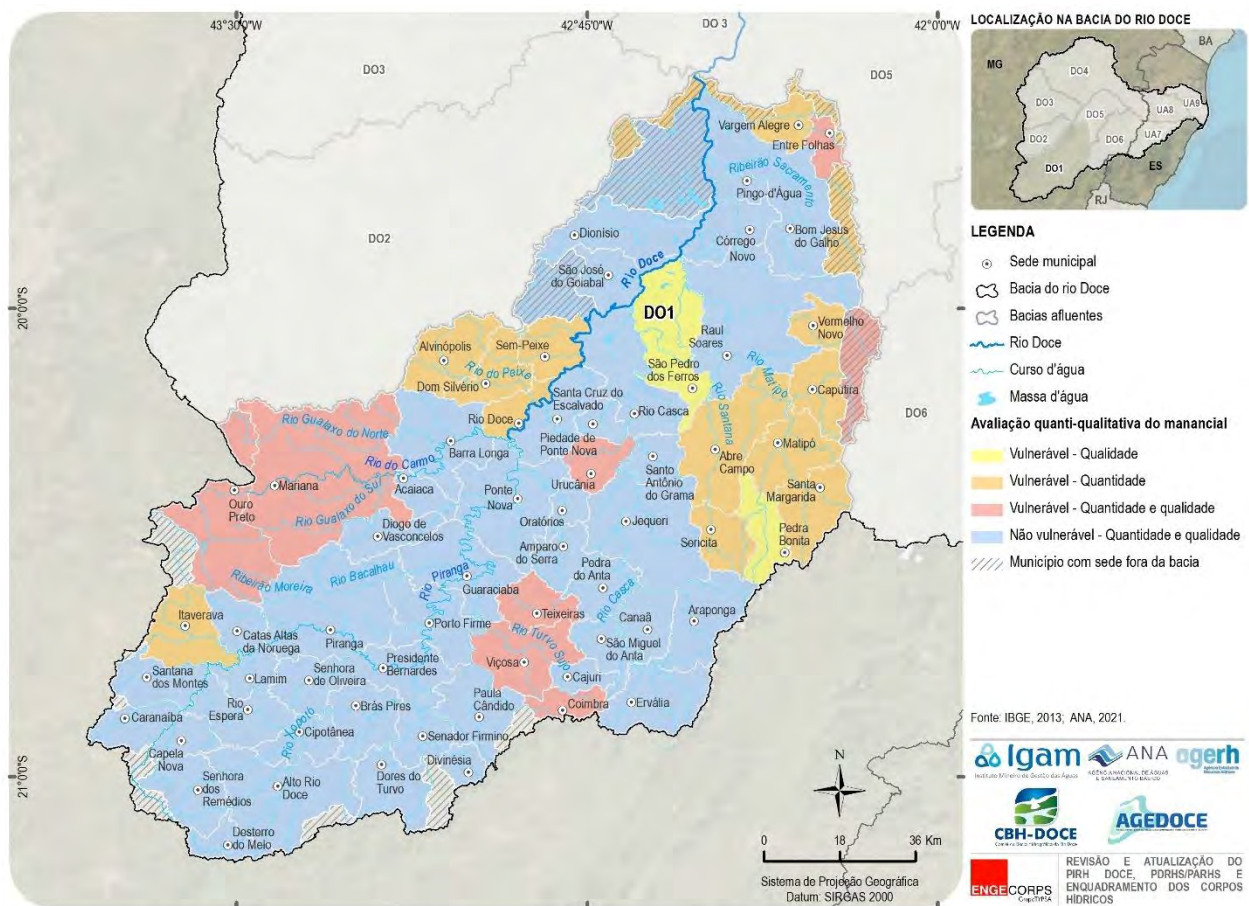 43°30'0"W
42°45'0"W
42°0'0"W
DO 3
DO3
DO5
DO2
DO6
20°0'0"S
21°0'0"S
Vargem Alegre
Entre Folhas
Ribeirão Sacramento
Pingo-d'Água
Bom Jesus
do Galho
Córrego
Novo
Dionísio
São José
do Goiabal
Rio Doce
DO1
Vermelho
Novo
Raul
Soares
São Pedro
dos Ferros
Rio Matipó
Rio Santana
Caputira
Alvinópolis
Sem-Peixe
Rio do Peixe
Dom Silvério
Rio Doce
Santa Cruz do
Escalvado
Rio Casca
Piedade de
Ponte Nova
Matipó
Abre
Campo
Santa
Margarida
Rio Gualaxo do Norte
Rio do Carmo
Barra Longa
Mariana
Rio Gualaxo do Sul
Acaiaca
Ouro
Preto
Urucânia
Santo
Antônio
do Grama
Ponte
Nova
Diogo de
Vasconcelos
Oratórios
Jequeri
Sericita
Pedra
Bonita
Amparo
do Serra
Rio Bacalhau
Ribeirão Moreira
Rio Piranga
Pedra
do Anta
Guaraciaba
Rio Casca
Araponga
Canaã
Teixeiras
Itaverava
Catas Altas
da Noruega
Piranga
Porto Firme
Rio Turvo Sujo
São Miguel
do Anta
Viçosa
Cajuri
Santana
dos Montes
Lamim
Senhora
de Oliveira
Presidente
Bernardes
Coimbra
Ervália
Paula
Cândido
Rio
Espera
Brás Pires
Caranaíba
Rio Xopotó
Cipotânea
Senador Firmino
Capela
Nova
Divinésia
Senhora
dos
Remédios
Alto Rio
Doce
Dores do
Turvo
Desterro
do Melo
N
0 18 36 Km
Sistema de Projeção Geográfica
Datum: SIRGAS 2000
LOCALIZAÇÃO NA BACIA DO RIO DOCE
MG
BA
DO4
DO3
DO5
UA8
UA9
DO2
DO6
UA7
DO1
ES
RJ
LEGENDA
Sede municipal
Bacia do rio Doce
Bacias afluentes
Rio Doce
Curso d'água
Massa d'água
Avaliação quanti-qualitativa do manancial
Vulnerável - Qualidade
Vulnerável - Quantidade
Vulnerável - Quantidade e qualidade
Não vulnerável - Quantidade e qualidade
Município com sede fora da bacia
Fonte: IBGE, 2013; ANA, 2021.
Igam
Instituto Mineiro de Gestão das Águas
ANA
AGÊNCIA NACIONAL DE ÁGUAS
E SANEAMENTO BÁSICO
agerh
CBH-DOCE
AGEDOCE
ENGECORPS
GrupoTYPSA
REVISÃO E ATUALIZAÇÃO DO
PIRH DOCE, PDRHS/PARHS E
ENQUADRAMENTO DOS CORPOS
HÍDRICOS